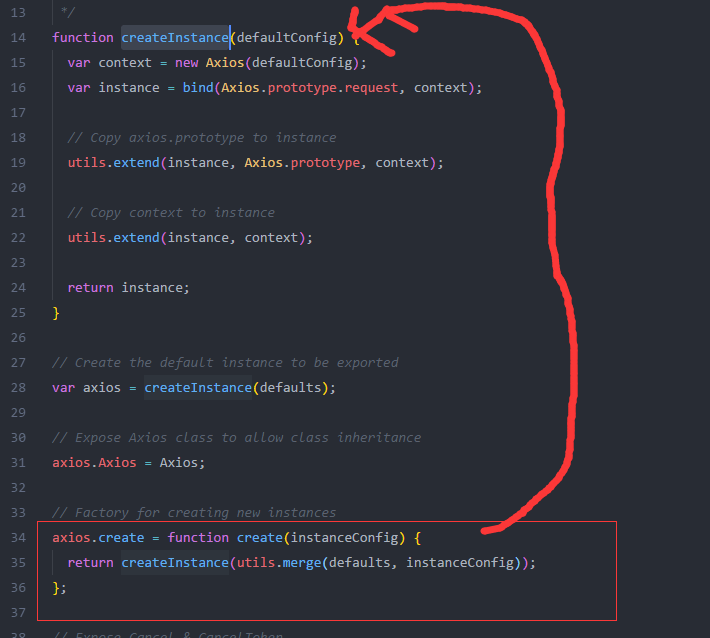 13 */
14 function createInstance(defaultConfig) {
15 var context = new Axios(defaultConfig);
16 var instance = bind(Axios.prototype.request, context);
17
18 // Copy axios.prototype to instance
19 utils.extend(instance, Axios.prototype, context);
20
21 // Copy context to instance
22 utils.extend(instance, context);
23
24 return instance;
25 }
26
27 // Create the default instance to be exported
28 var axios = createInstance(defaults);
29
30 // Expose Axios class to allow class inheritance
31 axios.Axios = Axios;
32
33 // Factory for creating new instances
34 axios.create = function create(instanceConfig) {
35 return createInstance(utils.merge(defaults, instanceConfig));
36 };
37
38 // Expose Cancel & CancelToken